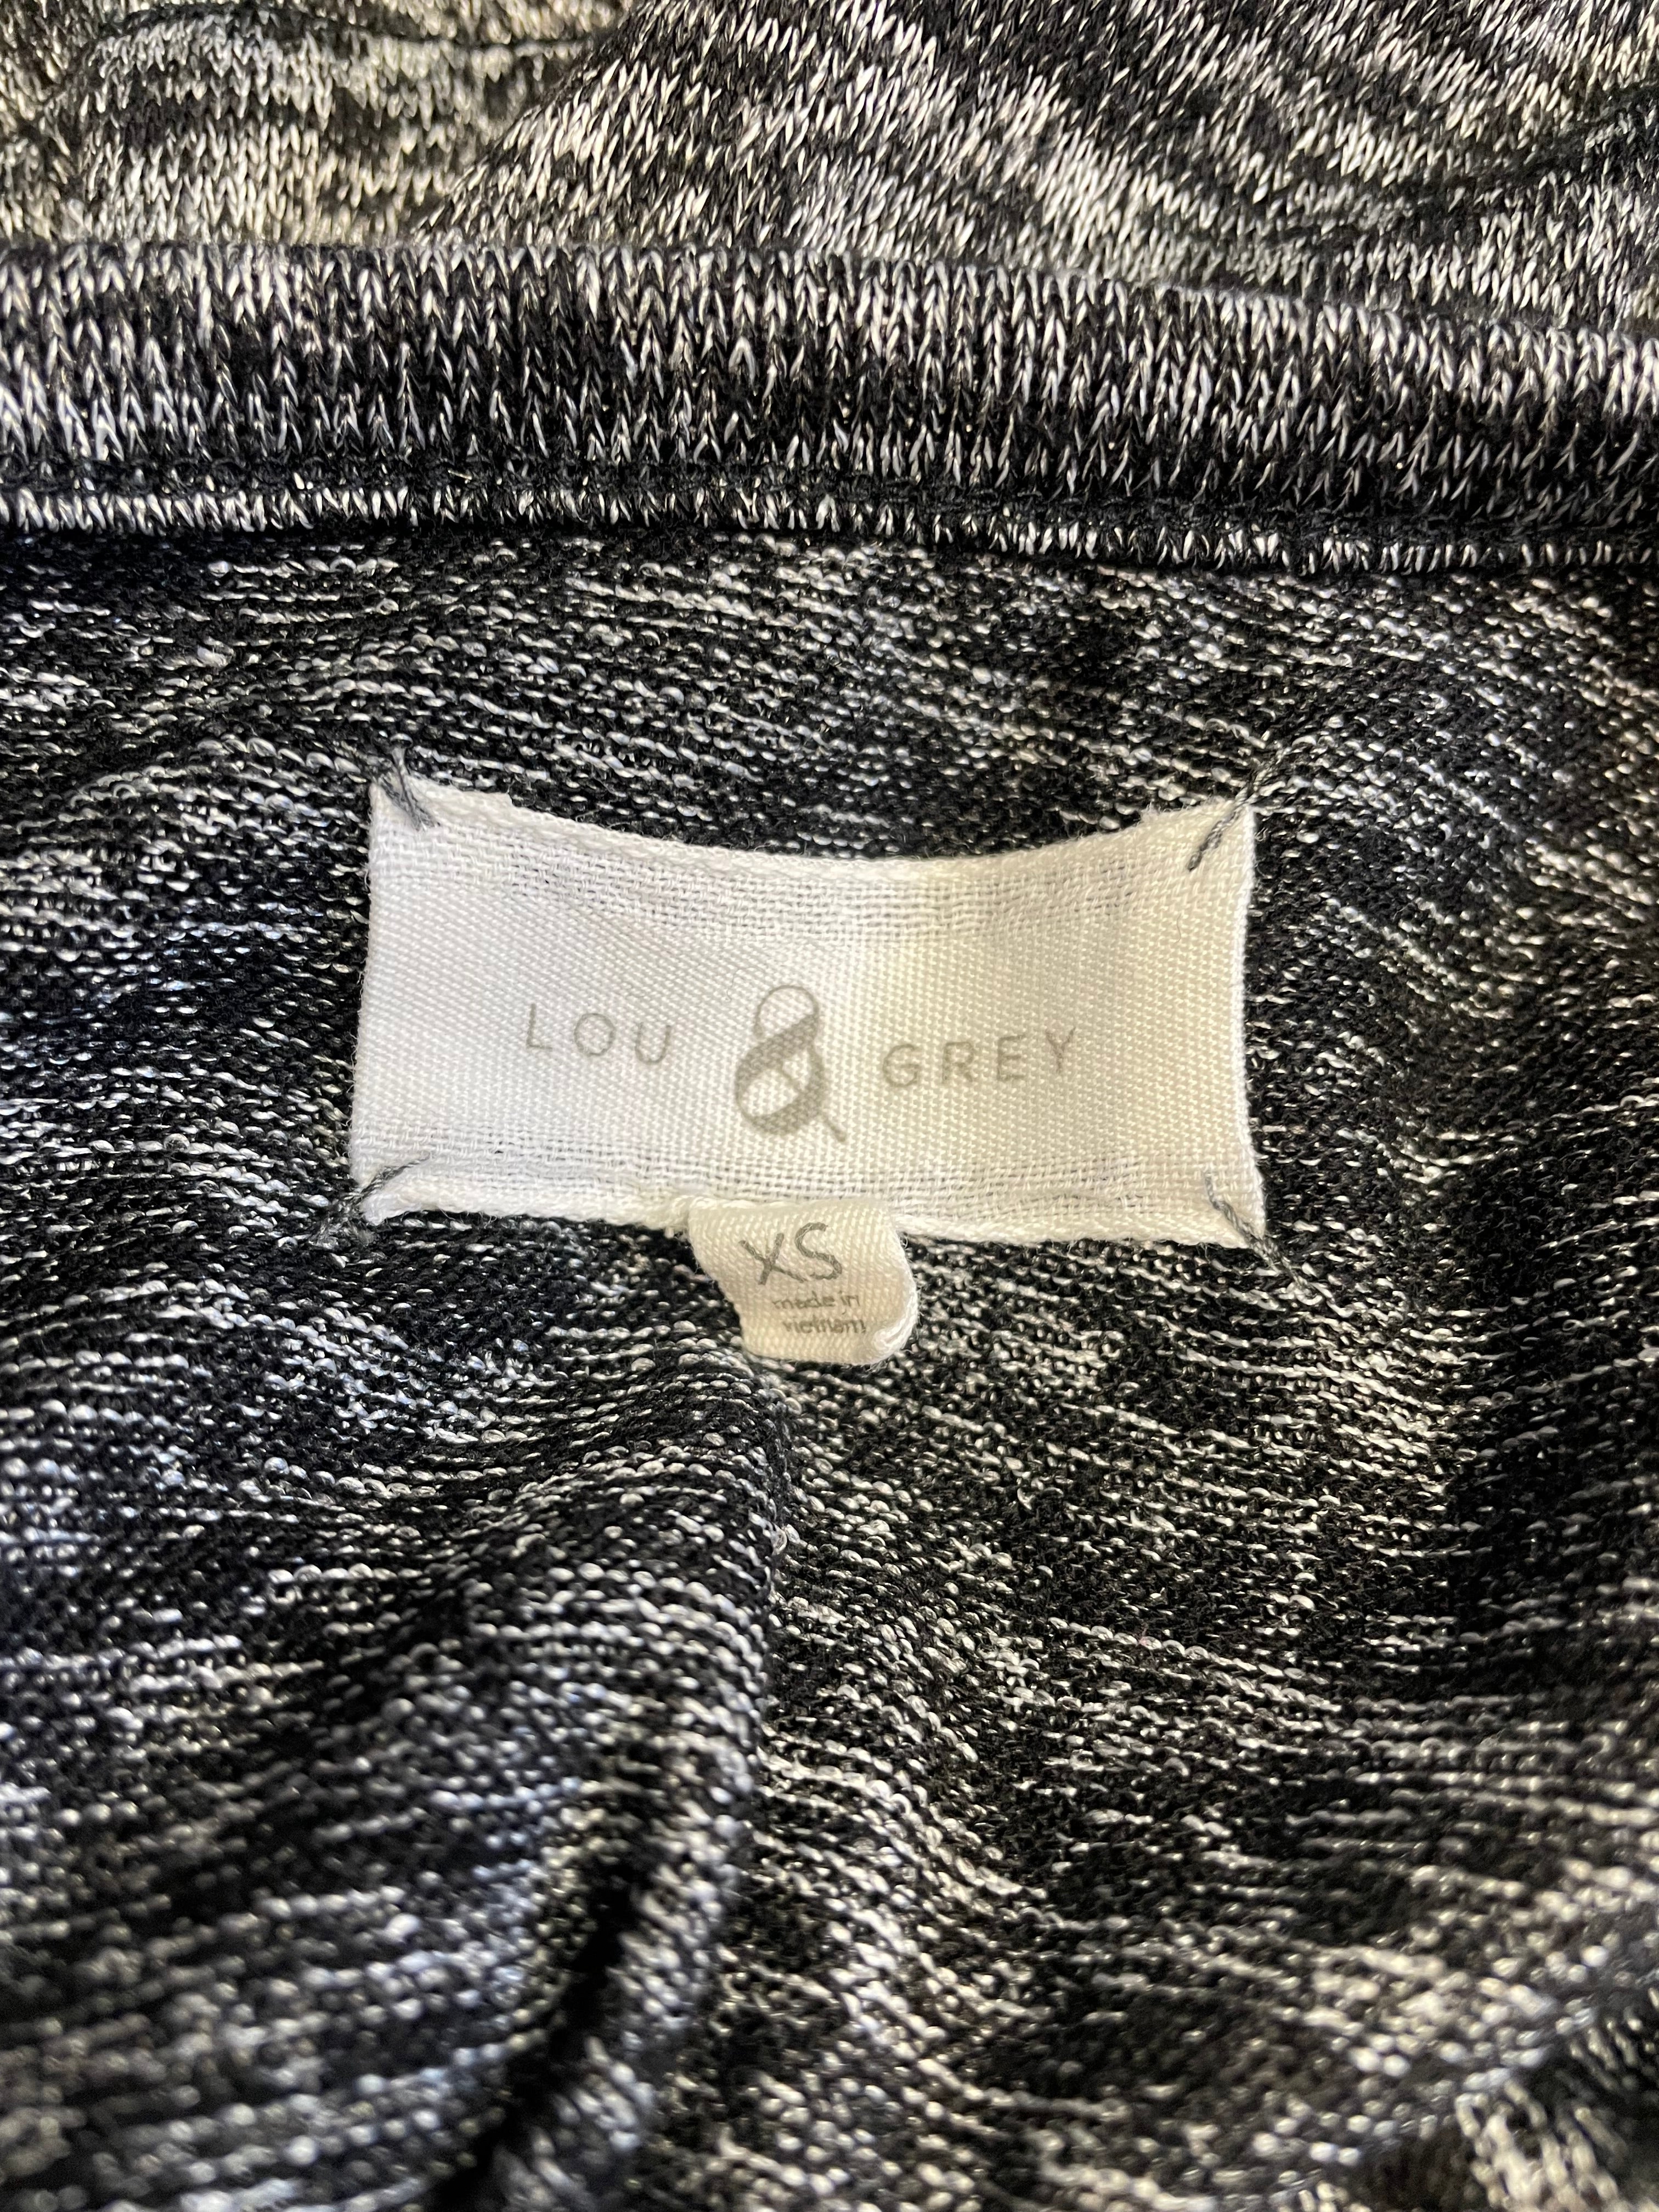 LOU & GREY
XS
made in
vietnam